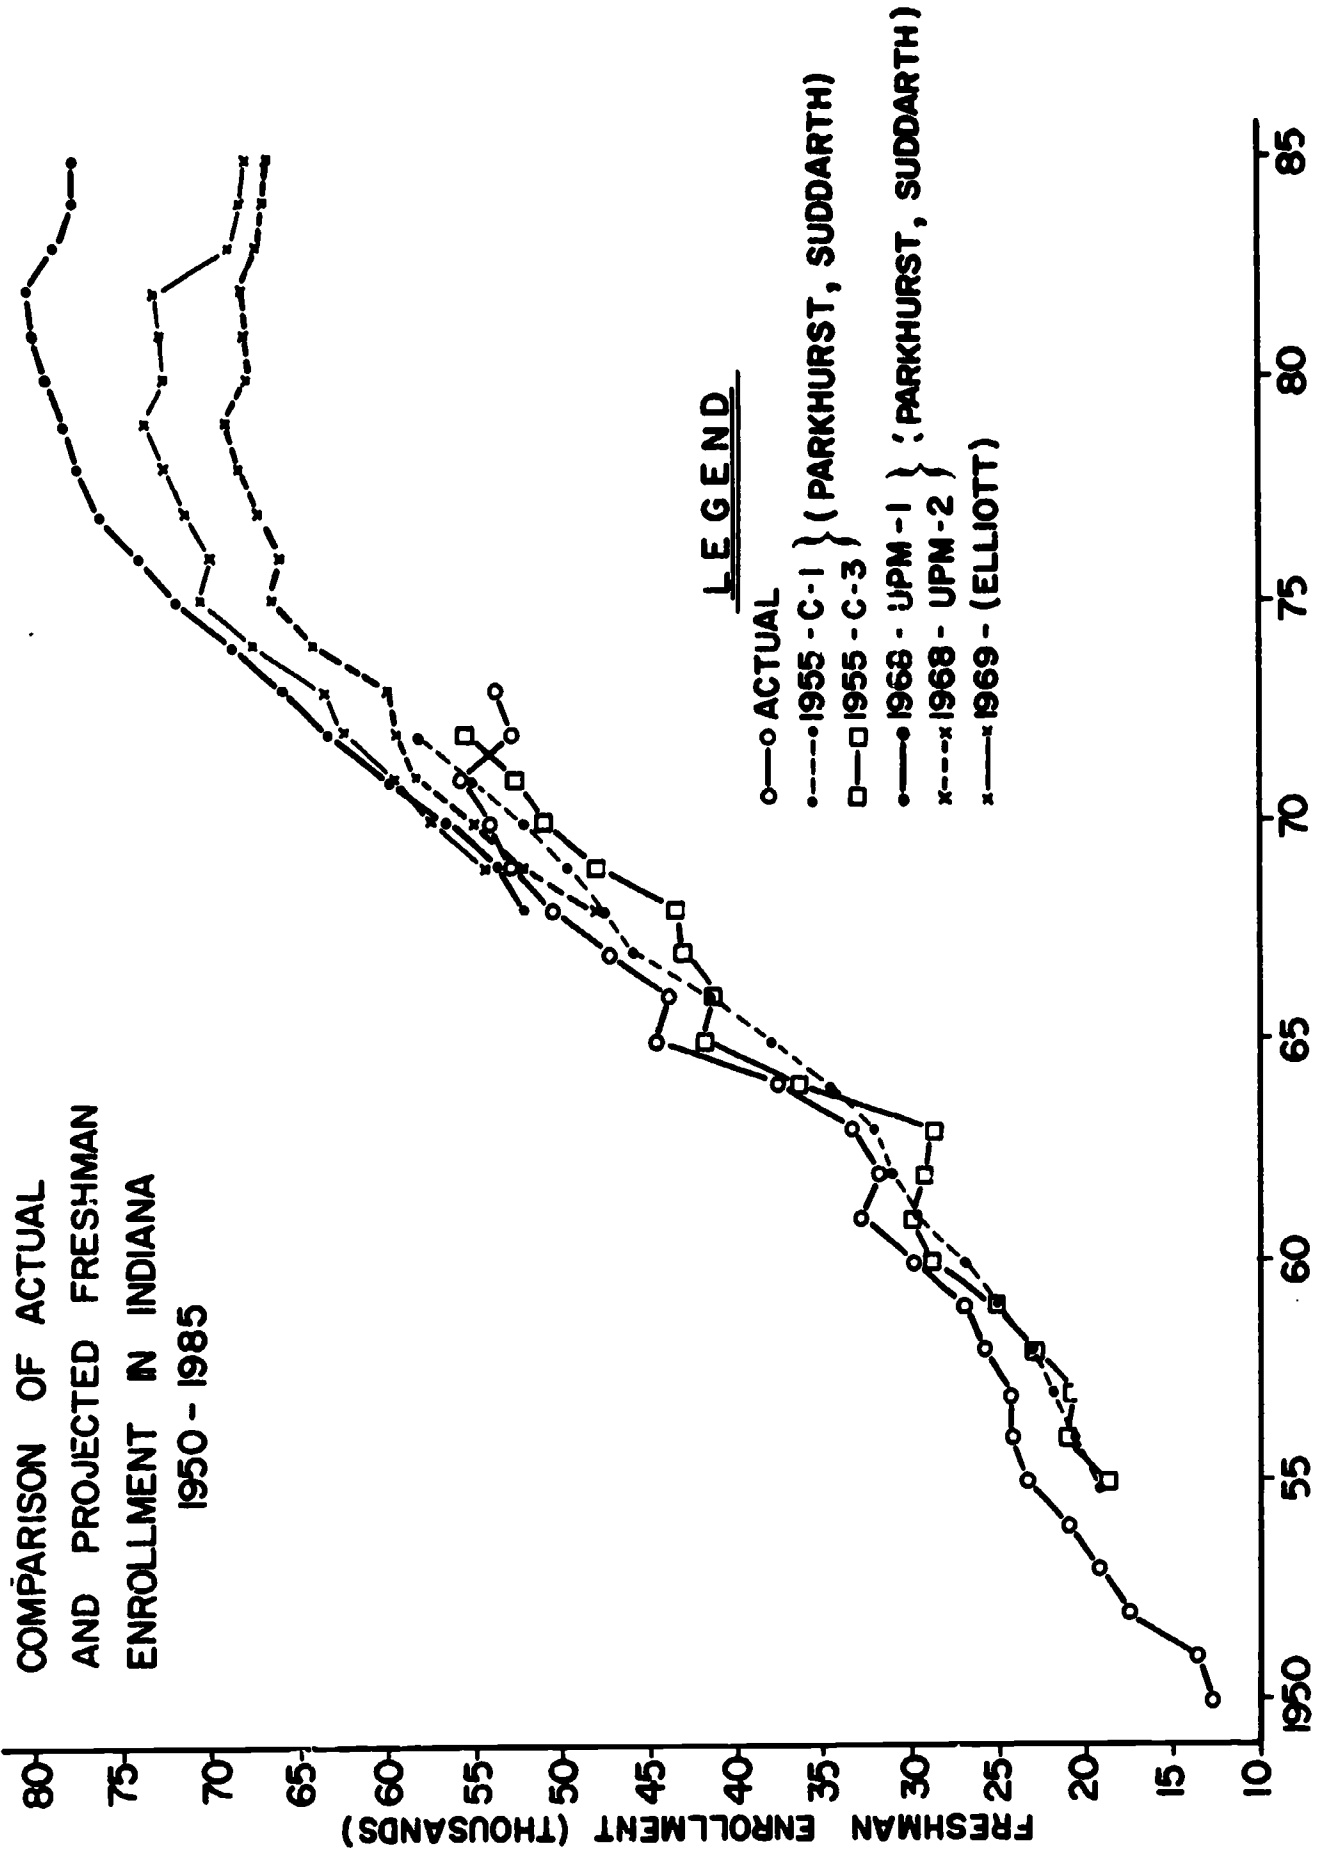 COMPARISON OF ACTUAL
AND PROJECTED FRESHMAN
ENROLLMENT IN INDIANA
1950-1985
FRESHMAN ENROLLMENT (THOUSANDS)
80
75
70
65
60
55
50
45
40
35
30
25
20
15
10
1950 55 60 65 70 75 80 85
LEGEND
ACTUAL
1955-C-1 } (PARKHURST, SUDDARTH)
1955-C-3
1968-UPM-1 } (PARKHURST, SUDDARTH)
1968-UPM-2
1969-(ELLIOTT)